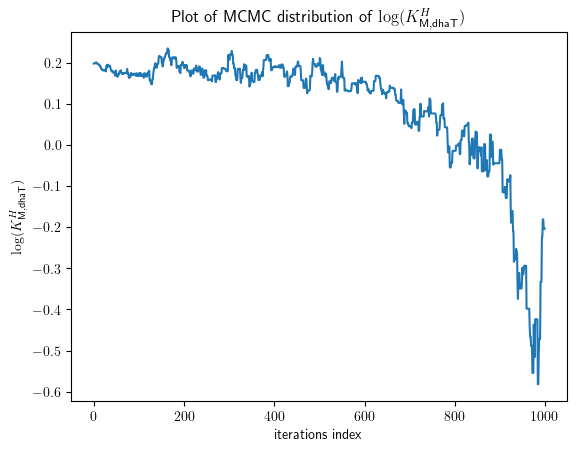 Plot of MCMC distribution of log(K^H_M,dhaT)
log(K^H_M,dhaT)
0.2
0.1
0.0
−0.1
−0.2
−0.3
−0.4
−0.5
−0.6
0 200 400 600 800 1000
iterations index